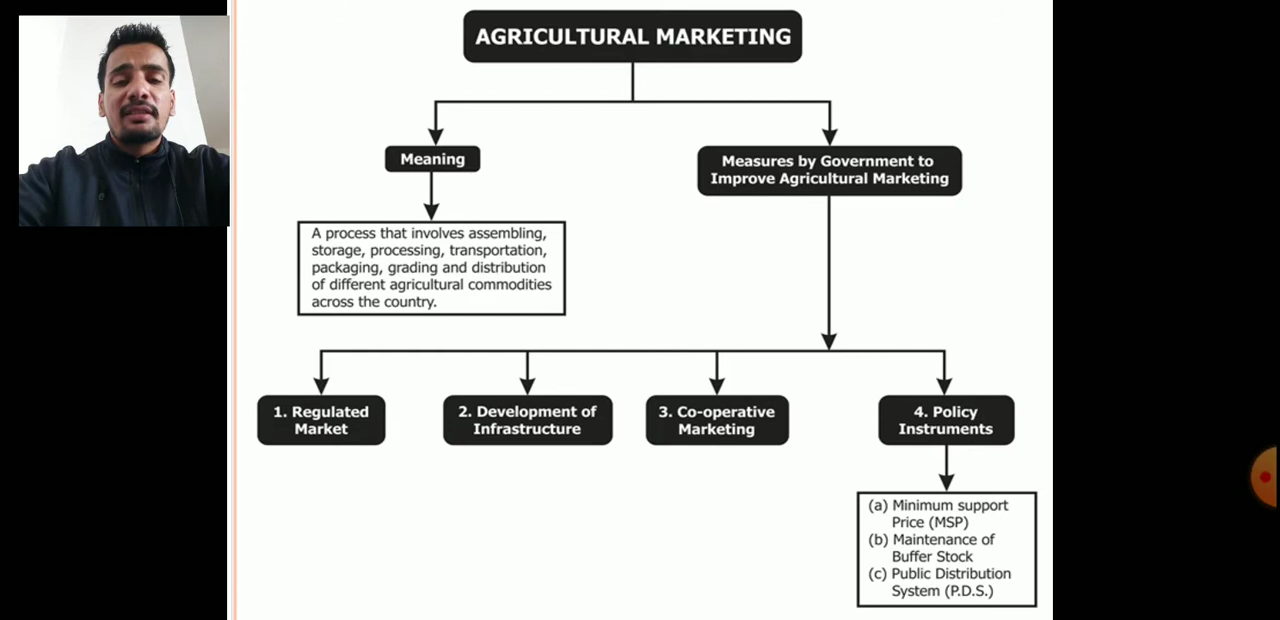 AGRICULTURAL MARKETING
Meaning
Measures by Government to
Improve Agricultural Marketing
A process that involves assembling,
storage, processing, transportation,
packaging, grading and distribution
of different agricultural commodities
across the country.
1. Regulated
Market
2. Development of
Infrastructure
3. Co-operative
Marketing
4. Policy
Instruments
(a) Minimum support
Price (MSP)
(b) Maintenance of
Buffer Stock
(c) Public Distribution
System (P.D.S.)